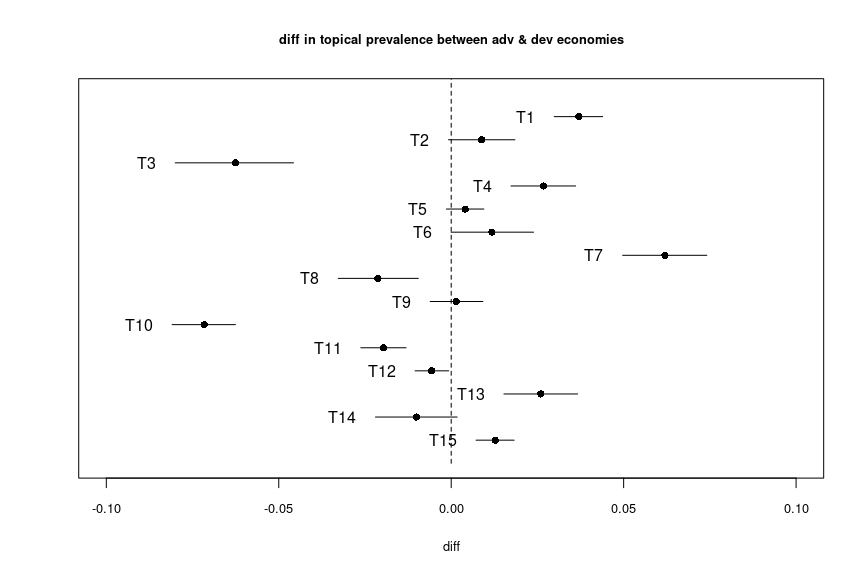 diff in topical prevalence between adv & dev economies
T1
T2
T3
T4
T5
T6
T7
T8
T9
T10
T11
T12
T13
T14
T15
-0.10 -0.05 0.00 0.05 0.10
diff